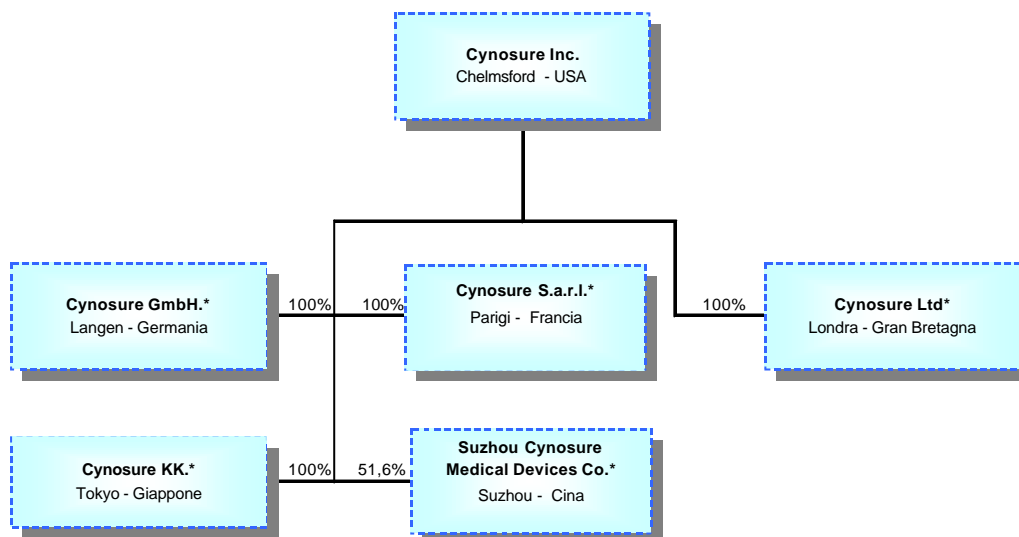 Cynosure Inc.
Chelmsford - USA
Cynosure GmbH.*
Langen - Germania
100%
100%
Cynosure S.a.r.l.*
Parigi - Francia
100%
Cynosure Ltd*
Londra - Gran Bretagna
Cynosure KK.*
Tokyo - Giappone
100%
51,6%
Suzhou Cynosure
Medical Devices Co.*
Suzhou - Cina